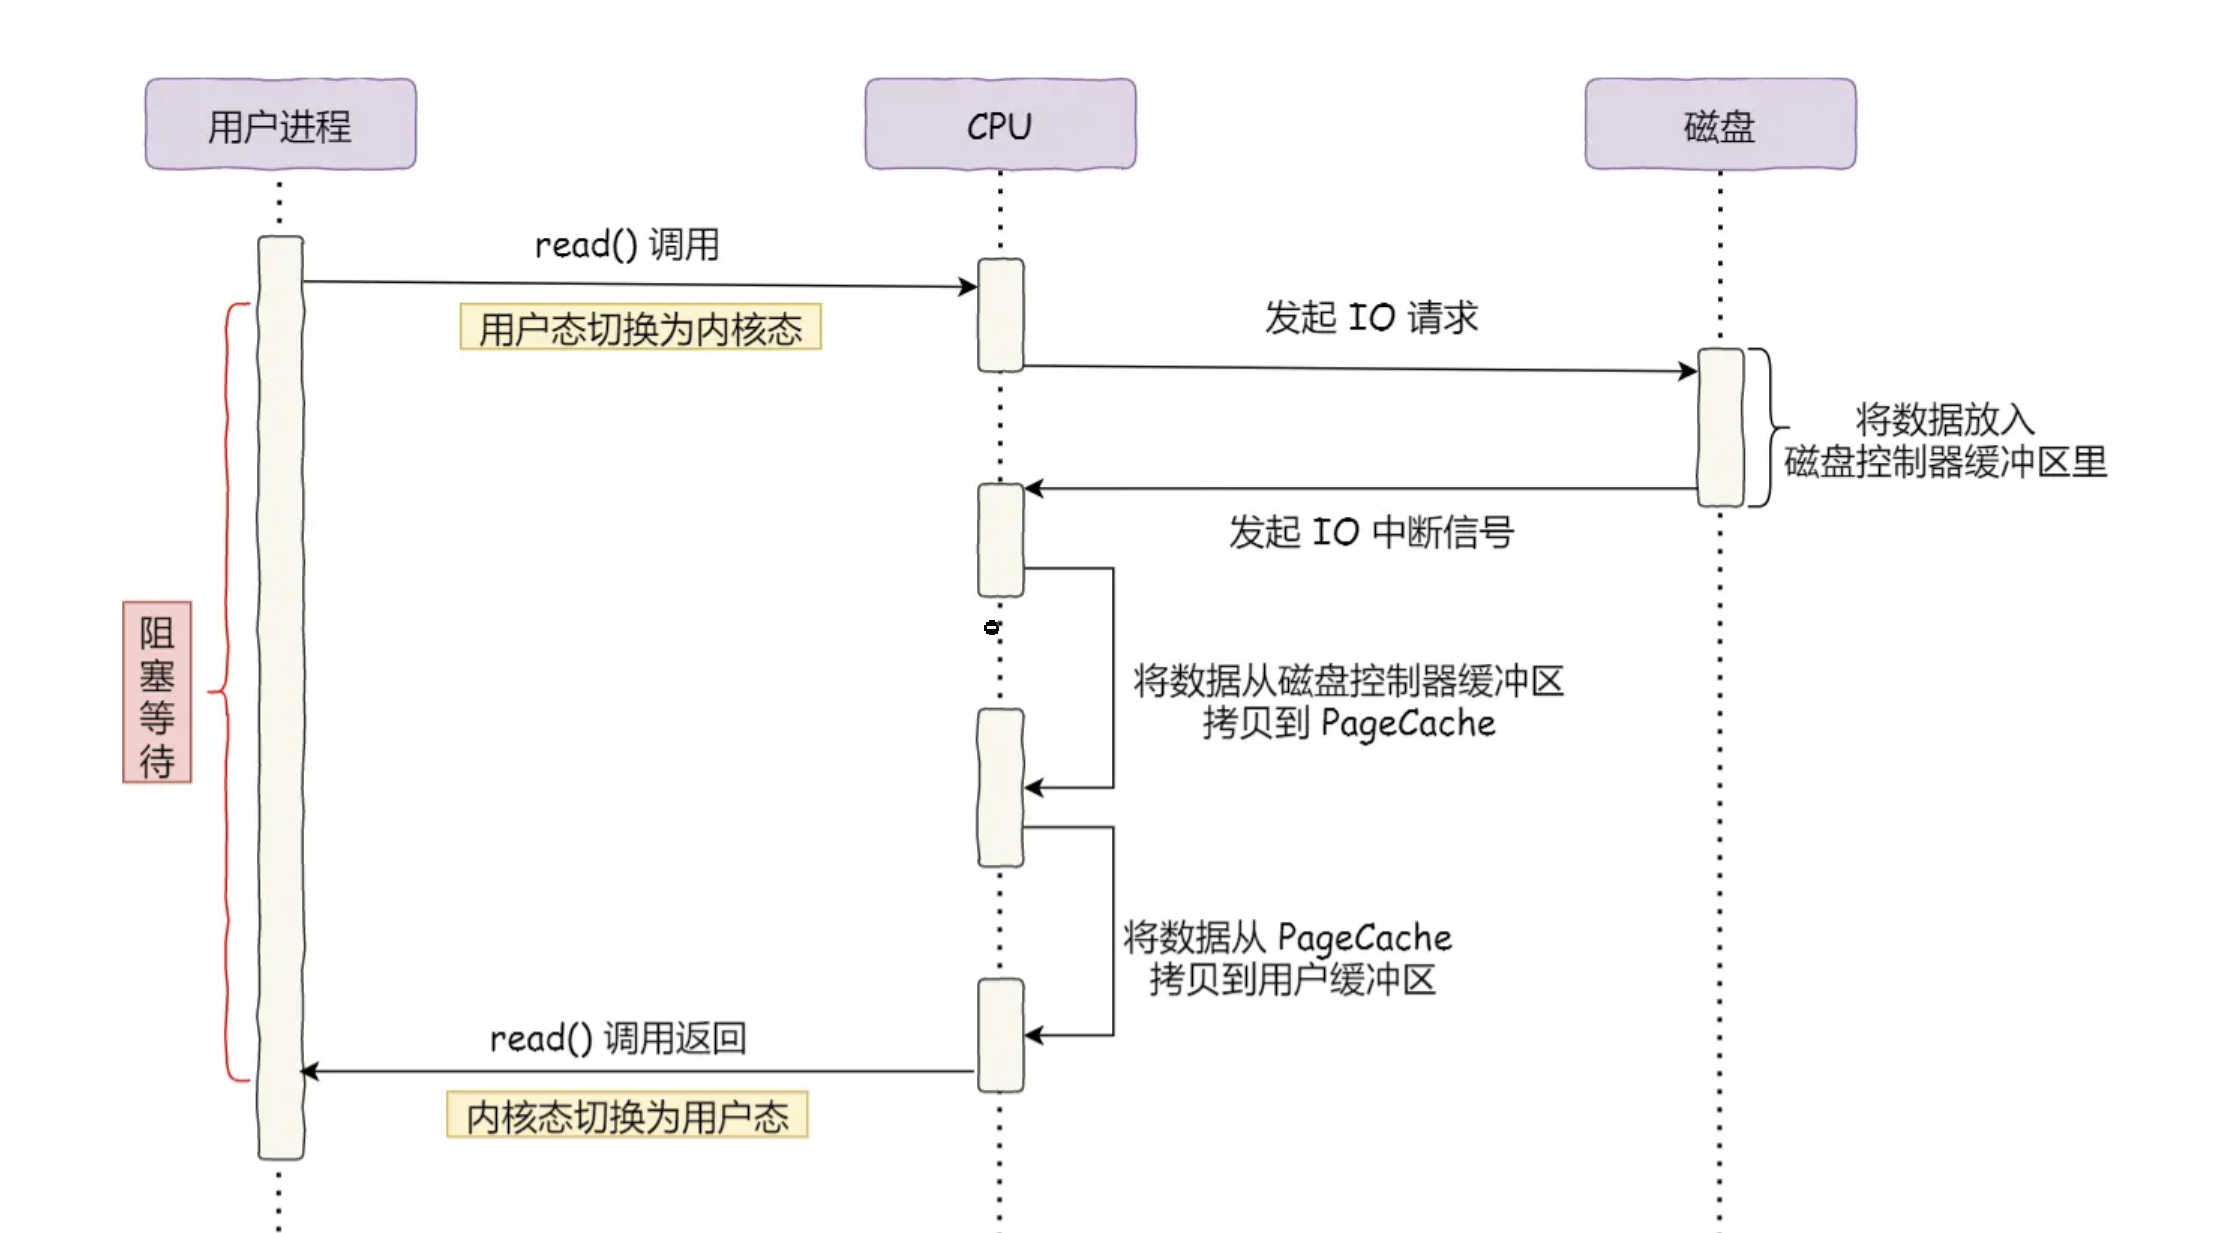 用户进程
CPU
磁盘
read() 调用
用户态切换为内核态
发起 IO 请求
将数据放入
磁盘控制器缓冲区里
发起 IO 中断信号
阻
塞
等
待
将数据从磁盘控制器缓冲区
拷贝到 PageCache
将数据从 PageCache
拷贝到用户缓冲区
read() 调用返回
内核态切换为用户态